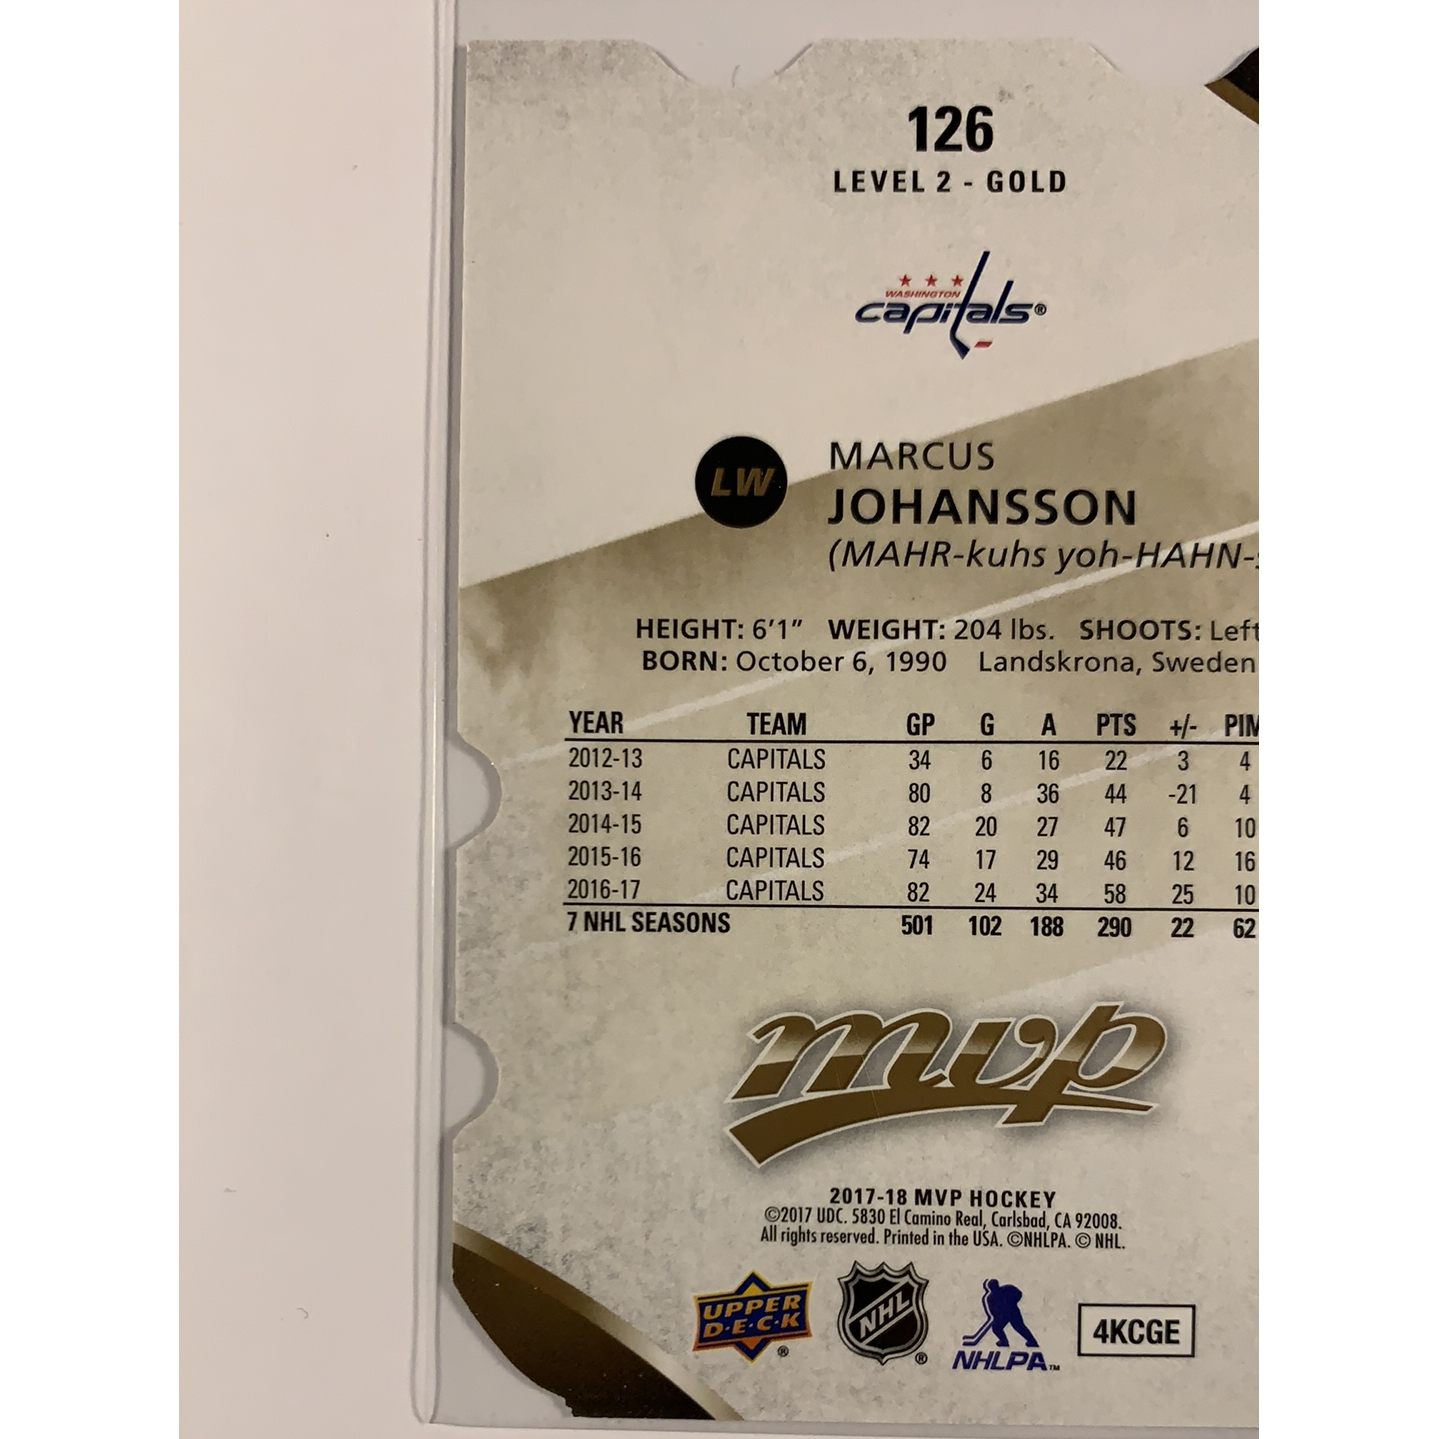 126
LEVEL 2 - GOLD
WASHINGTON
capitals®
LW
MARCUS
JOHANSSON
(MAHR-kuhs yoh-HAHN-
HEIGHT: 6'1" WEIGHT: 204 lbs. SHOOTS: Left
BORN: October 6, 1990 Landskrona, Sweden
YEAR TEAM GP G A PTS +/- PIM
2012-13 CAPITALS 34 6 16 22 3 4
2013-14 CAPITALS 80 8 36 44 -21 4
2014-15 CAPITALS 82 20 27 47 6 10
2015-16 CAPITALS 74 17 29 46 12 16
2016-17 CAPITALS 82 24 34 58 25 10
7 NHL SEASONS 501 102 188 290 22 62
mvp
2017-18 MVP HOCKEY
©2017 UDC. 5830 El Camino Real, Carlsbad, CA 92008.
All rights reserved. Printed in the USA. ©NHLPA. © NHL.
UPPER
D·E·C·K
®
NHL
®
NHLPA™
4KCGE